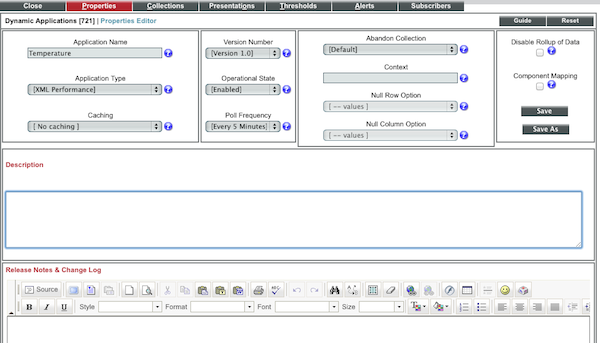 Close Properties Collections Presentations Thresholds Alerts Subscribers
Dynamic Applications [721] | Properties Editor Guide Reset
Application Name
Temperature
Application Type
[XML Performance]
Caching
[ No caching ]
Version Number
[Version 1.0]
Operational State
[Enabled]
Poll Frequency
[Every 5 Minutes]
Abandon Collection
[Default]
Context
Null Row Option
[ -- values ]
Null Column Option
[ -- values ]
Disable Rollup of Data
Component Mapping
Save
Save As
Description
Release Notes & Change Log
Source
B I U Style Format Font Size